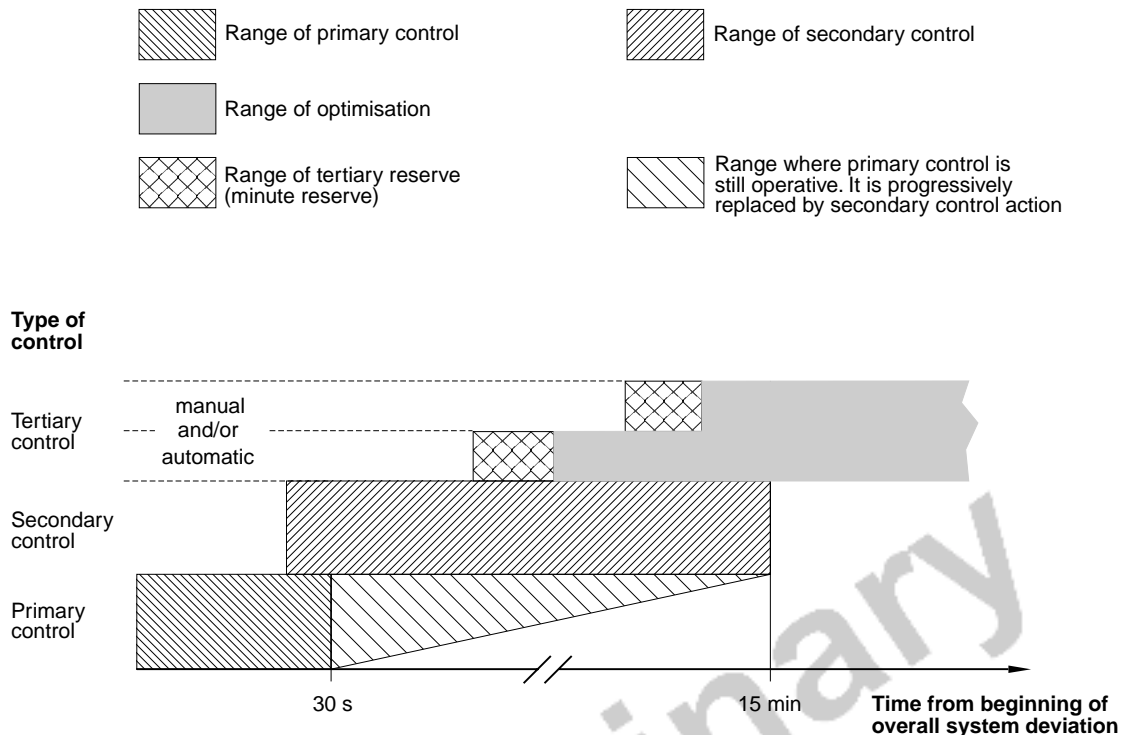 Range of primary control
Range of secondary control
Range of optimisation
Range of tertiary reserve
(minute reserve)
Range where primary control is
still operative. It is progressively
replaced by secondary control action
Type of
control
Tertiary
control
manual
and/or
automatic
Secondary
control
Primary
control
30 s
15 min
Time from beginning of
overall system deviation